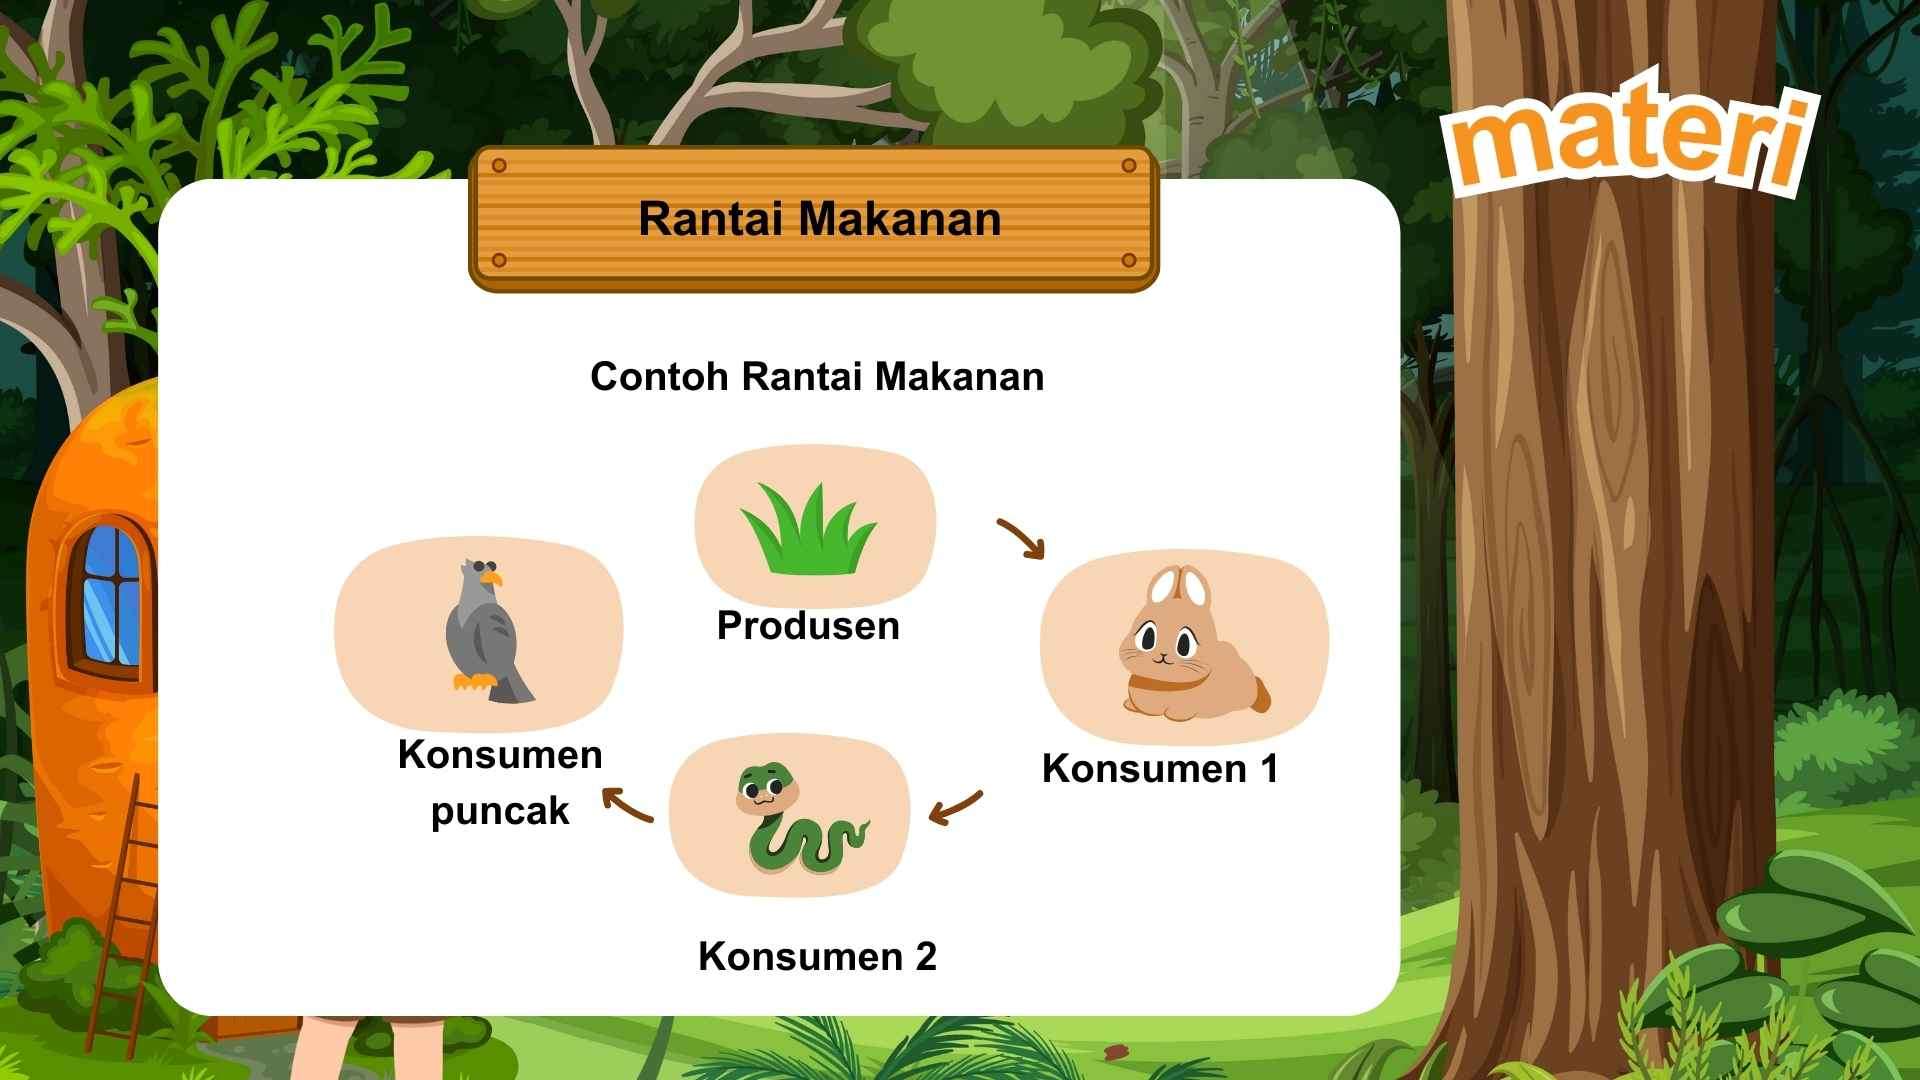 materi
Rantai Makanan
Contoh Rantai Makanan
Produsen
Konsumen 1
Konsumen
puncak
Konsumen 2